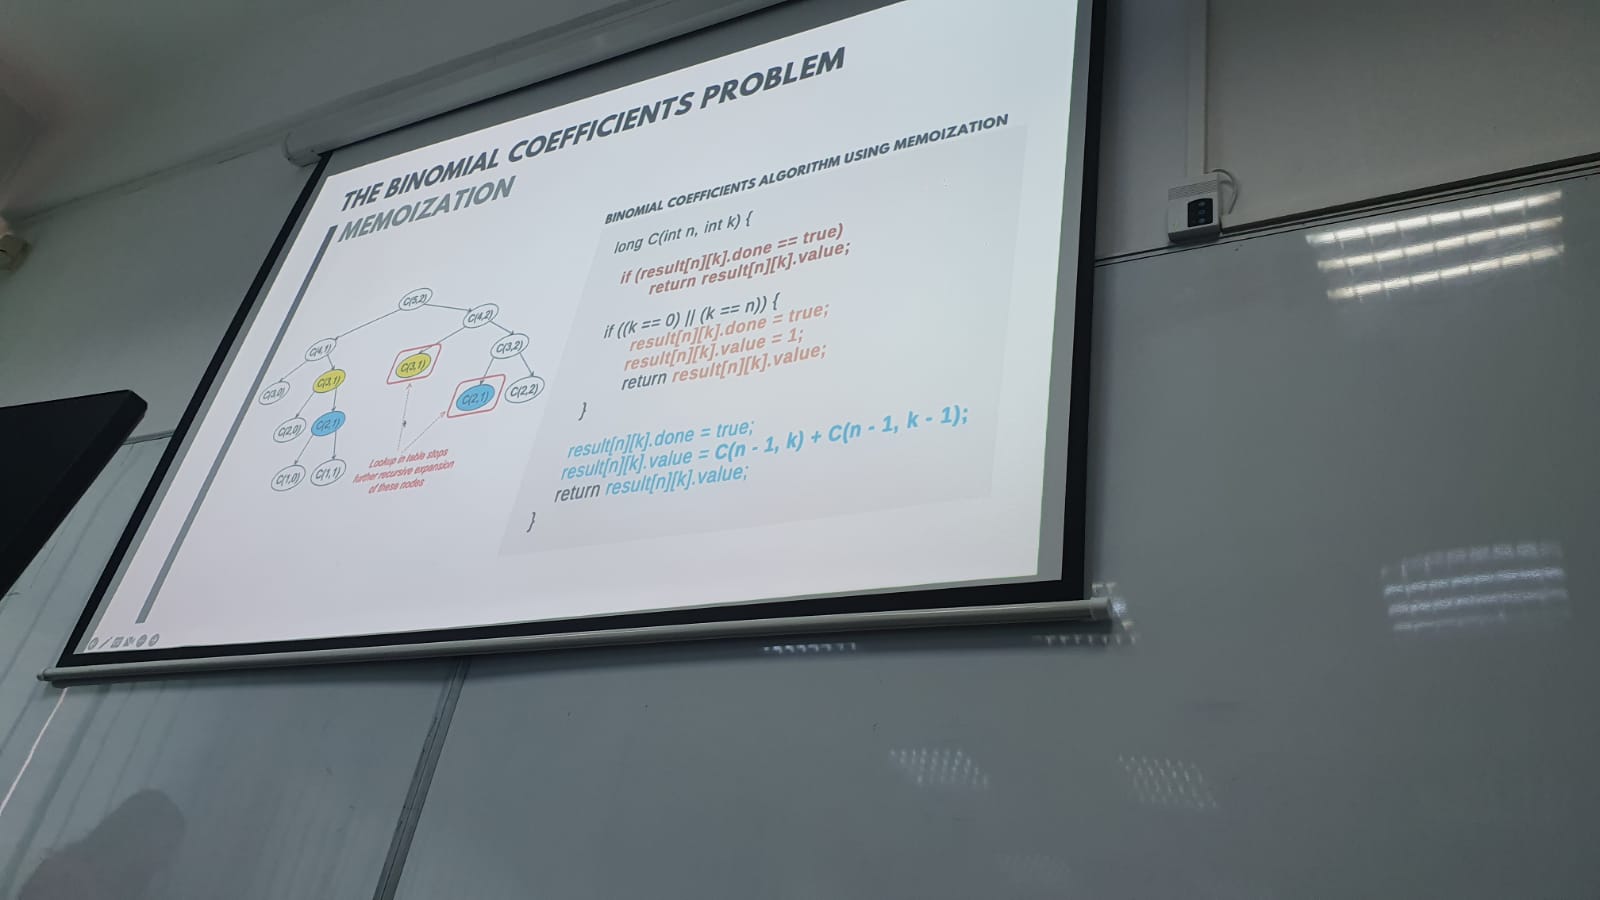 THE BINOMIAL COEFFICIENTS PROBLEM
MEMOIZATION
C(5,2)
C(4,1)
C(4,2)
C(3,0)
C(3,1)
C(3,1)
C(3,2)
C(2,0)
C(2,1)
C(2,1)
C(2,2)
C(1,0)
C(1,1)
Lookup in table stops
further recursive expansion
of these nodes
BINOMIAL COEFFICIENTS ALGORITHM USING MEMOIZATION
long C(int n, int k) {
if (result[n][k].done == true)
return result[n][k].value;
if ((k == 0) || (k == n)) {
result[n][k].done = true;
result[n][k].value = 1;
return result[n][k].value;
}
result[n][k].done = true;
result[n][k].value = C(n - 1, k) + C(n - 1, k - 1);
return result[n][k].value;
}